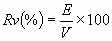 Rv(%) = E/V × 100